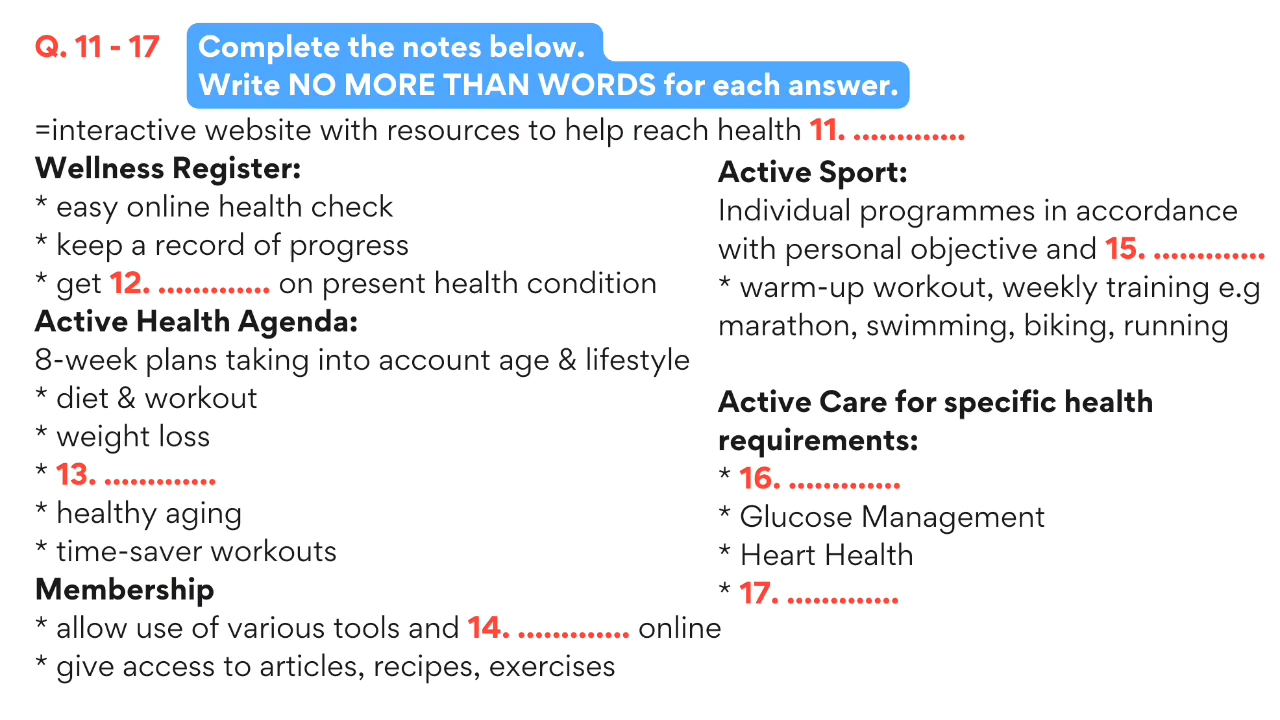 Q. 11 - 17
Complete the notes below.
Write NO MORE THAN WORDS for each answer.
=interactive website with resources to help reach health 11. .............
Wellness Register:
* easy online health check
* keep a record of progress
* get 12. ............. on present health condition
Active Health Agenda:
8-week plans taking into account age & lifestyle
* diet & workout
* weight loss
* 13. .............
* healthy aging
* time-saver workouts
Membership
* allow use of various tools and 14. ............. online
* give access to articles, recipes, exercises
Active Sport:
Individual programmes in accordance
with personal objective and 15. .............
* warm-up workout, weekly training e.g
marathon, swimming, biking, running
Active Care for specific health
requirements:
* 16. .............
* Glucose Management
* Heart Health
* 17. .............